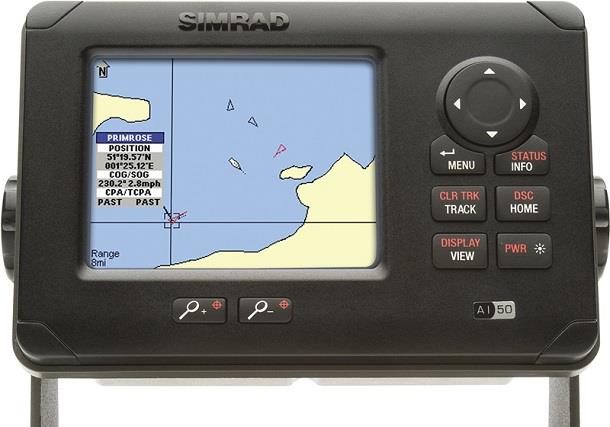 SIMRAD
N
PRIMROSE
POSITION
51°19.57'N
001°25.12'E
COG/SOG
230.2° 2.8mph
CPA/TCPA
PAST PAST
Range
8mi
MENU
STATUS
INFO
CLR TRK
TRACK
DSC
HOME
DISPLAY
VIEW
PWR
+
-
AI50